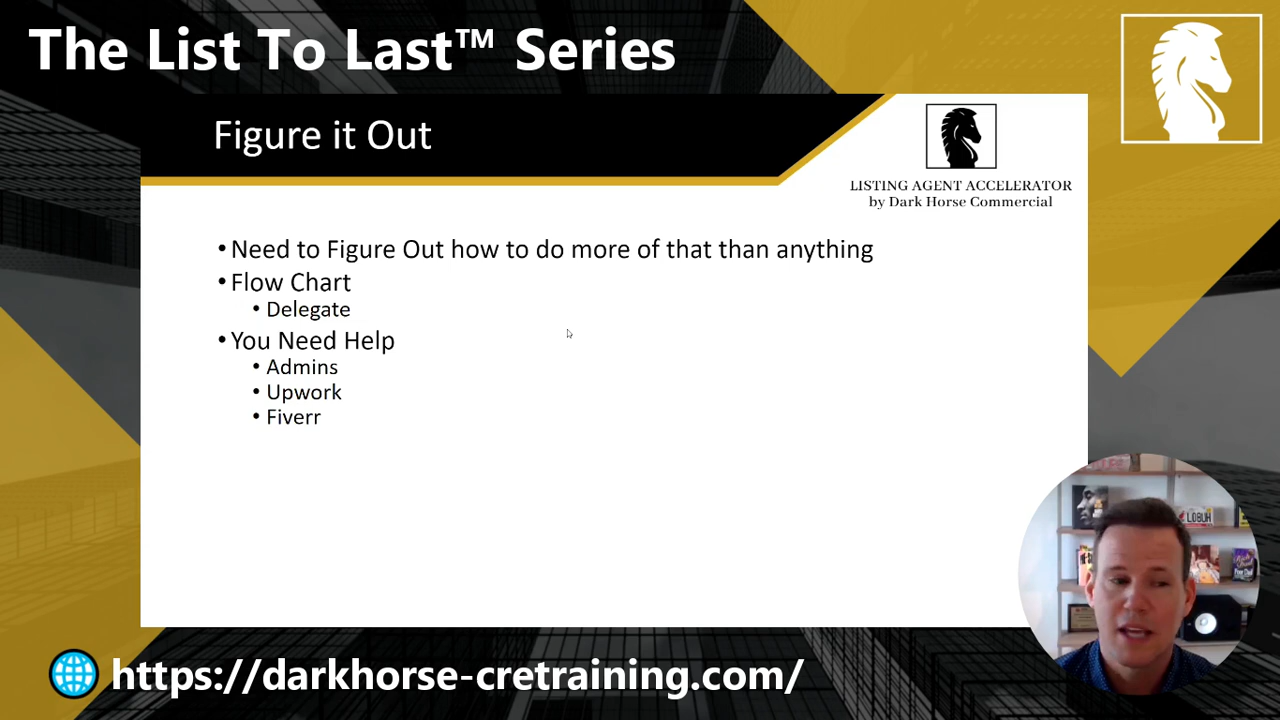 The List To Last™ Series
Figure it Out
LISTING AGENT ACCELERATOR
by Dark Horse Commercial
• Need to Figure Out how to do more of that than anything
• Flow Chart
• Delegate
• You Need Help
• Admins
• Upwork
• Fiverr
https://darkhorse-cretraining.com/